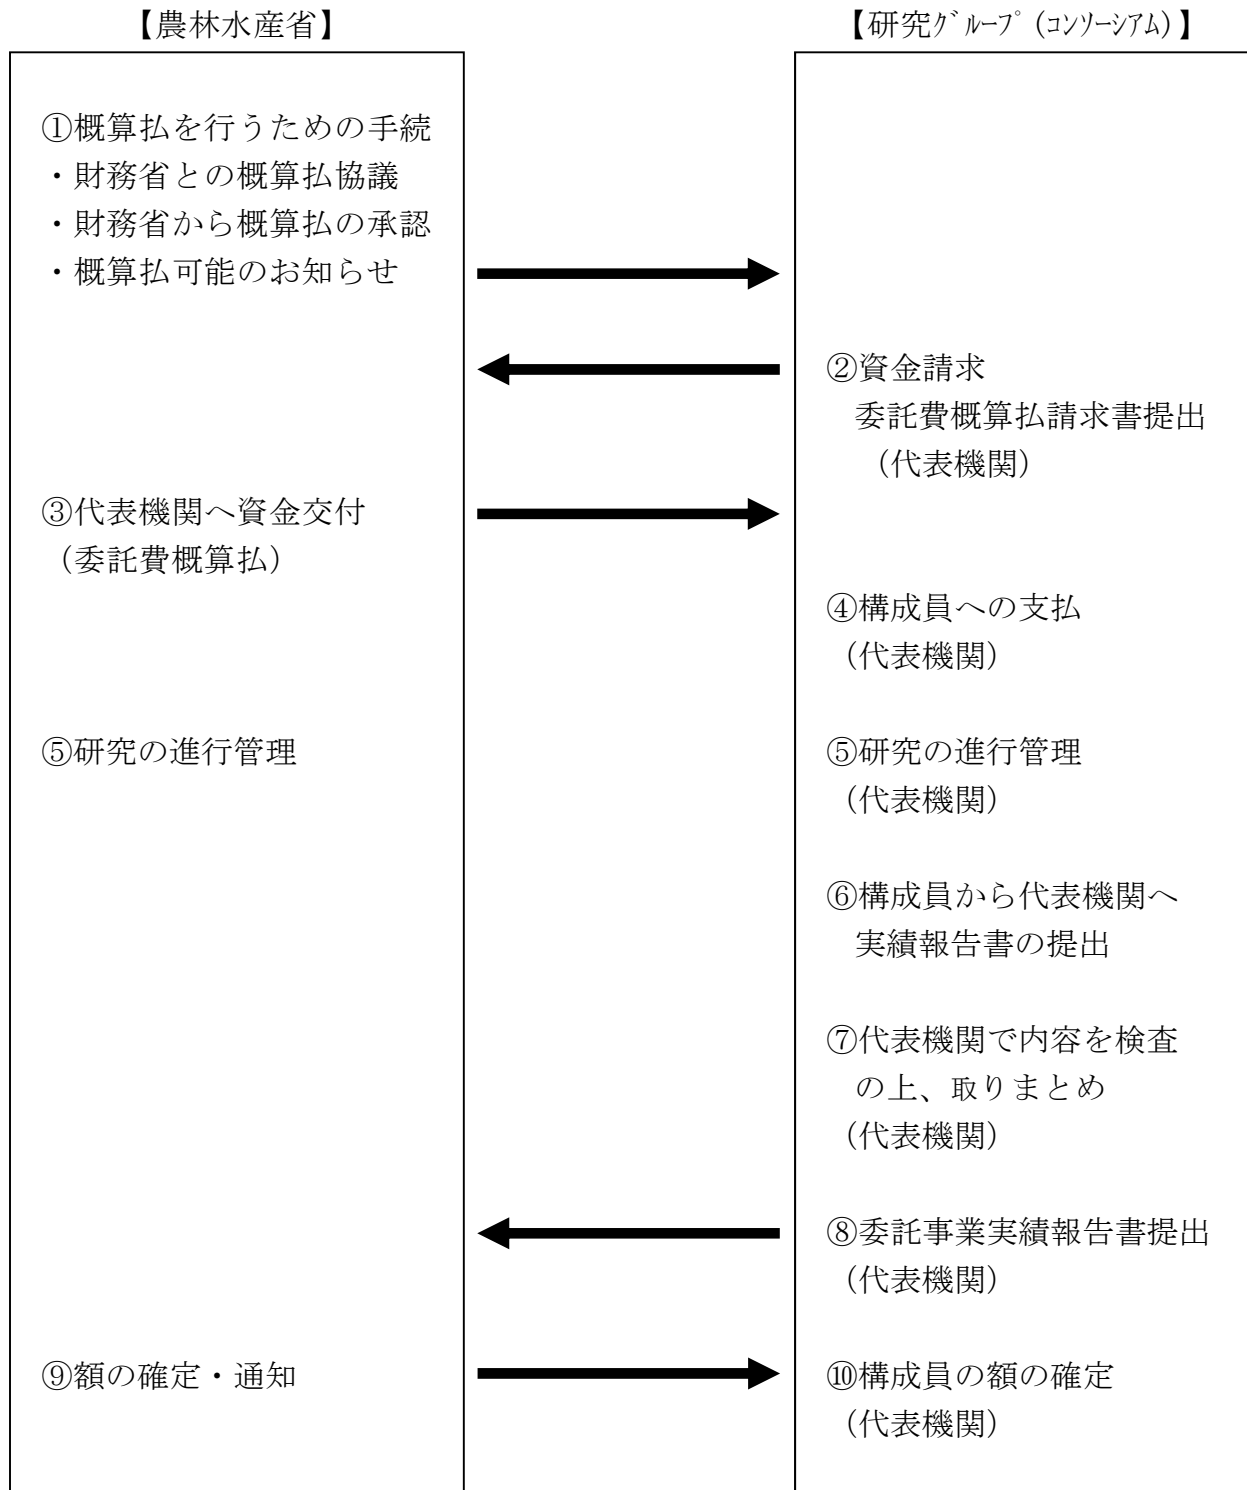 【農林水産省】
【研究ｸﾞﾙｰﾌﾟ（ｺﾝｿｰｼｱﾑ）】
①概算払を行うための手続
・財務省との概算払協議
・財務省から概算払の承認
・概算払可能のお知らせ
②資金請求
委託費概算払請求書提出
（代表機関）
③代表機関へ資金交付
（委託費概算払）
④構成員への支払
（代表機関）
⑤研究の進行管理
⑤研究の進行管理
（代表機関）
⑥構成員から代表機関へ
実績報告書の提出
⑦代表機関で内容を検査
の上、取りまとめ
（代表機関）
⑧委託事業実績報告書提出
（代表機関）
⑨額の確定・通知
⑩構成員の額の確定
（代表機関）